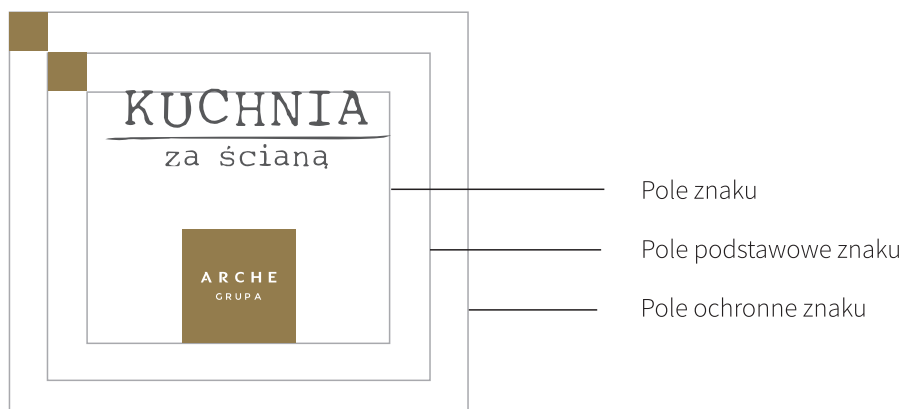 KUCHNIA
za ścianą
ARCHE
GRUPA
Pole znaku
Pole podstawowe znaku
Pole ochronne znaku